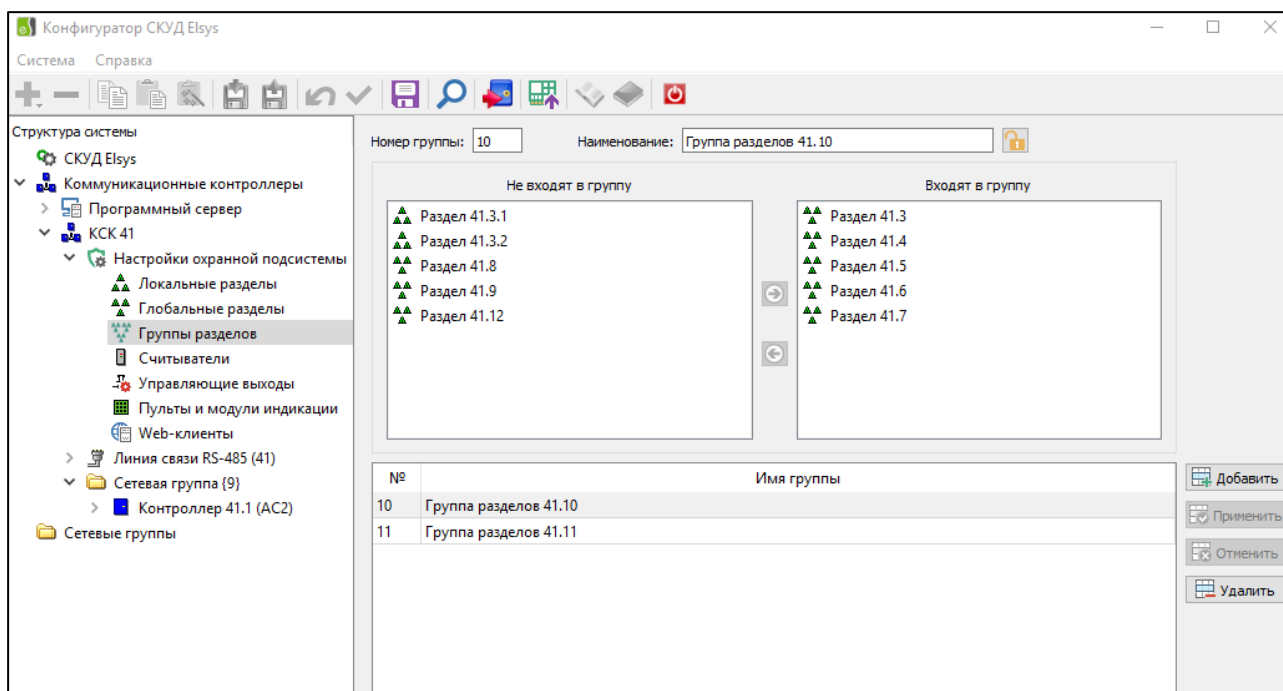 Конфигуратор СКУД Elsys
Система Справка
Структура системы
СКУД Elsys
Коммуникационные контроллеры
Программный сервер
КСК 41
Настройки охранной подсистемы
Локальные разделы
Глобальные разделы
Группы разделов
Считыватели
Управляющие выходы
Пульты и модули индикации
Web-клиенты
Линия связи RS-485 (41)
Сетевая группа {9}
Контроллер 41.1 (AC2)
Сетевые группы
Номер группы: 10 Наименование: Группа разделов 41.10
Не входят в группу
Раздел 41.3.1
Раздел 41.3.2
Раздел 41.8
Раздел 41.9
Раздел 41.12
Входят в группу
Раздел 41.3
Раздел 41.4
Раздел 41.5
Раздел 41.6
Раздел 41.7
№ Имя группы
10 Группа разделов 41.10
11 Группа разделов 41.11
Добавить
Применить
Отменить
Удалить